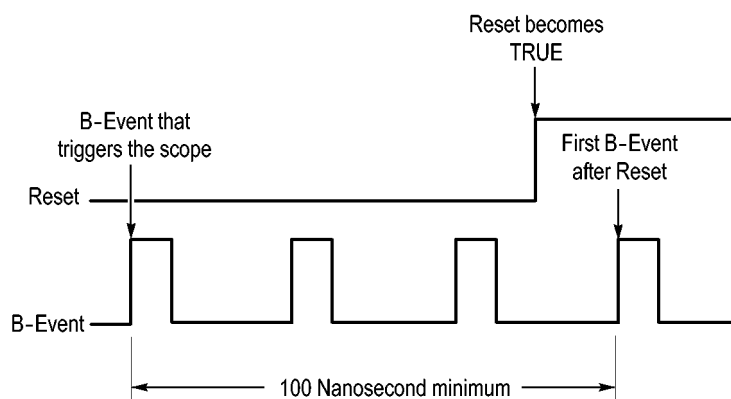 Reset becomes
TRUE
B-Event that
triggers the scope
First B-Event
after Reset
Reset
B-Event
100 Nanosecond minimum